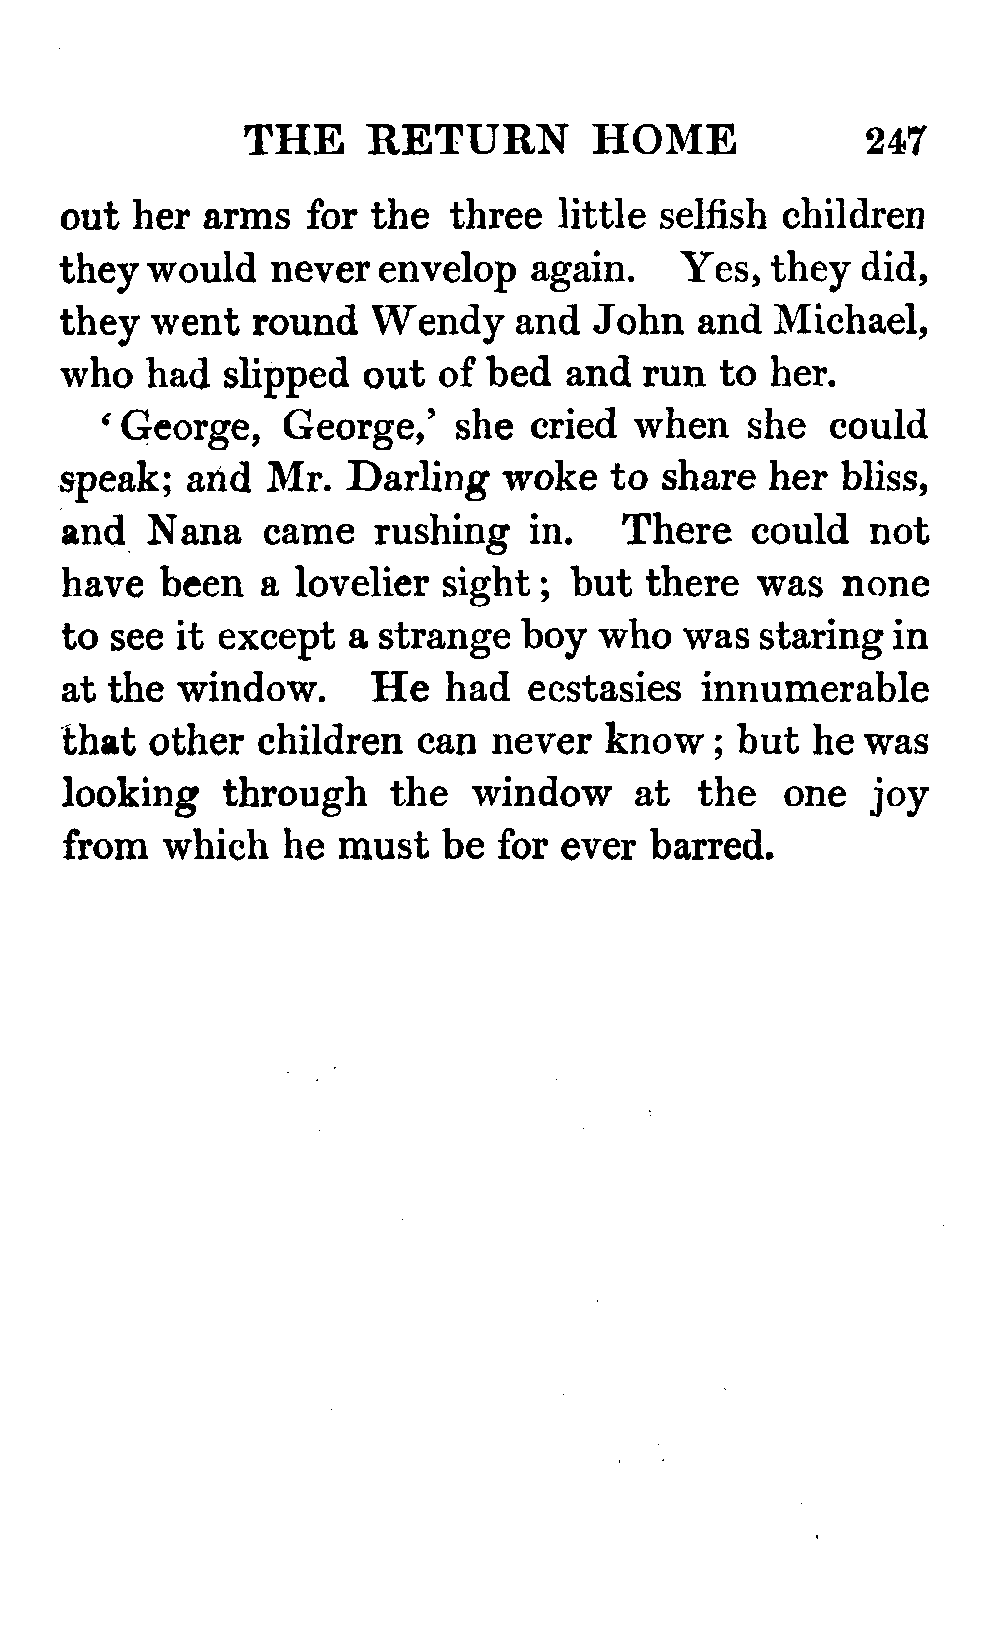 THE RETURN HOME 247
out her arms for the three little selfish children
they would never envelop again. Yes, they did,
they went round Wendy and John and Michael,
who had slipped out of bed and run to her.
‘George, George,’ she cried when she could
speak; and Mr. Darling woke to share her bliss,
and Nana came rushing in. There could not
have been a lovelier sight; but there was none
to see it except a strange boy who was staring in
at the window. He had ecstasies innumerable
that other children can never know; but he was
looking through the window at the one joy
from which he must be for ever barred.